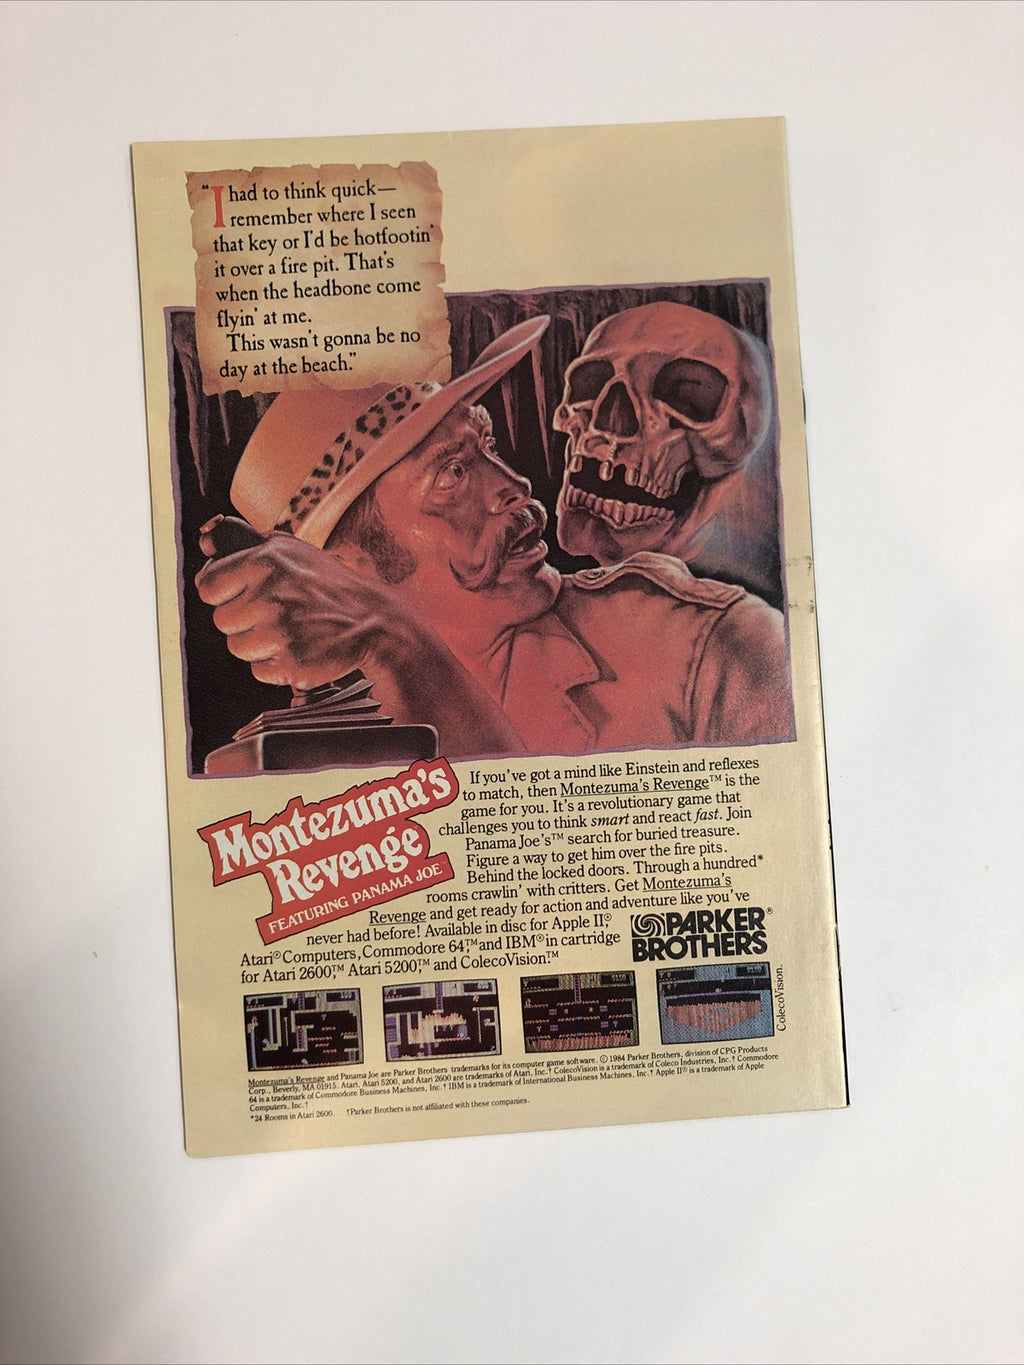 "I had to think quick—
remember where I seen
that key or I'd be hotfootin'
it over a fire pit. That's
when the headbone come
flyin' at me.
This wasn't gonna be no
day at the beach."
Montezuma's
Revenge
FEATURING PANAMA JOE™
If you've got a mind like Einstein and reflexes
to match, then Montezuma's Revenge™ is the
game for you. It's a revolutionary game that
challenges you to think smart and react fast. Join
Panama Joe's™ search for buried treasure.
Figure a way to get him over the fire pits.
Behind the locked doors. Through a hundred*
rooms crawlin' with critters. Get Montezuma's
Revenge and get ready for action and adventure like you've
never had before! Available in disc for Apple II,®
Atari® Computers, Commodore 64,™ and IBM® in cartridge
for Atari 2600,™ Atari 5200,™ and ColecoVision.™
PARKER®
BROTHERS
ColecoVision.
Montezuma's Revenge and Panama Joe are Parker Brothers trademarks for its computer game software. © 1984 Parker Brothers, division of CPG Products
Corp., Beverly, MA 01915. Atari, Atari 5200, and Atari 2600 are trademarks of Atari, Inc.† ColecoVision is a trademark of Coleco Industries, Inc.† Commodore
64 is a trademark of Commodore Business Machines, Inc.† IBM is a trademark of International Business Machines, Inc.† Apple II® is a trademark of Apple
Computers, Inc.†
*24 Rooms in Atari 2600. †Parker Brothers is not affiliated with these companies.